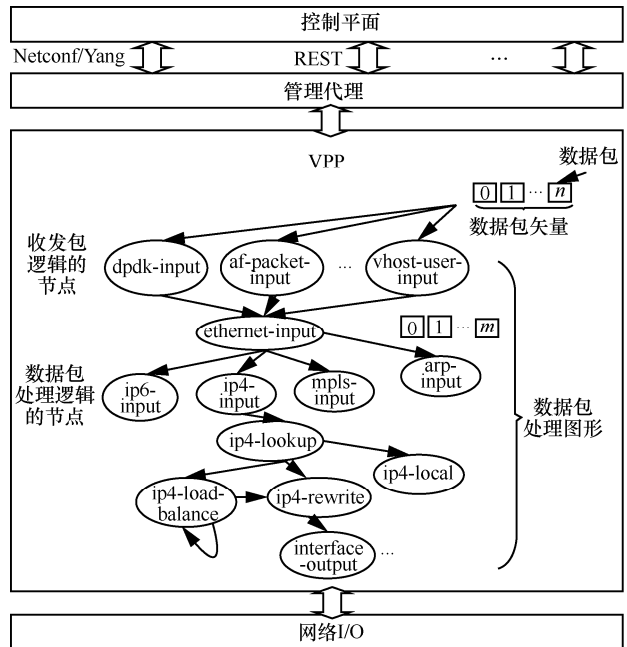 控制平面
Netconf/Yang
REST
...
管理代理
VPP
数据包
0 1 ... n
数据包矢量
收发包
逻辑的
节点
dpdk-input
af-packet-
input
...
vhost-user-
input
ethernet-input
0 1 ... m
数据包
处理逻辑
的节点
ip6-
input
ip4-
input
mpls-
input
arp-
input
数据包
处理图形
ip4-lookup
ip4-local
ip4-load-
balance
ip4-rewrite
interface
-output
...
网络I/O